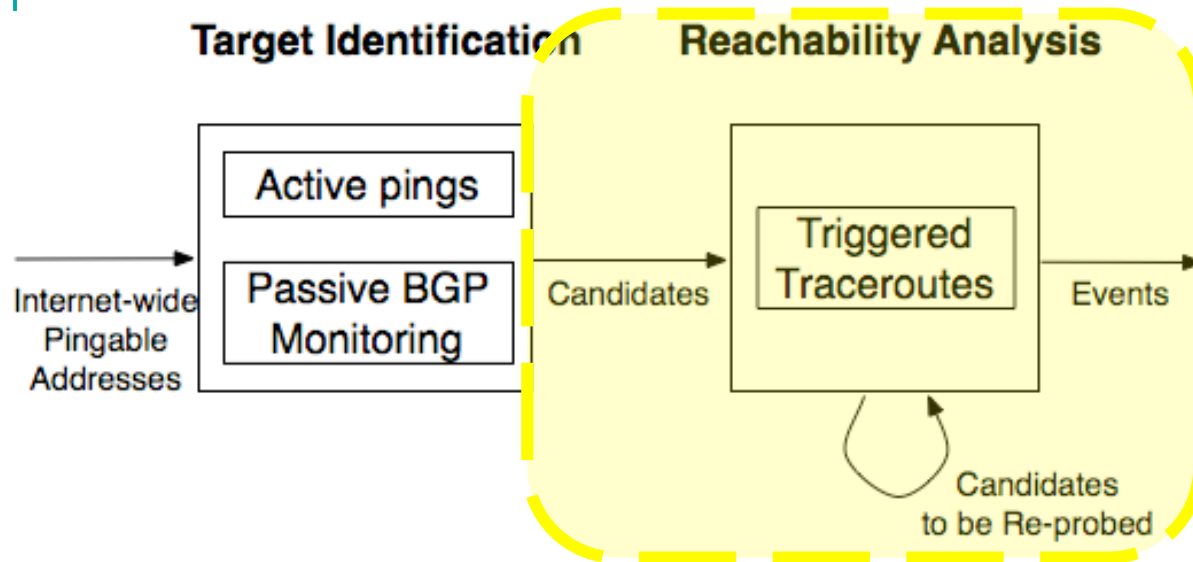 Target Identification
Reachability Analysis
Active pings
Passive BGP
Monitoring
Internet-wide
Pingable
Addresses
Candidates
Triggered
Traceroutes
Events
Candidates
to be Re-probed